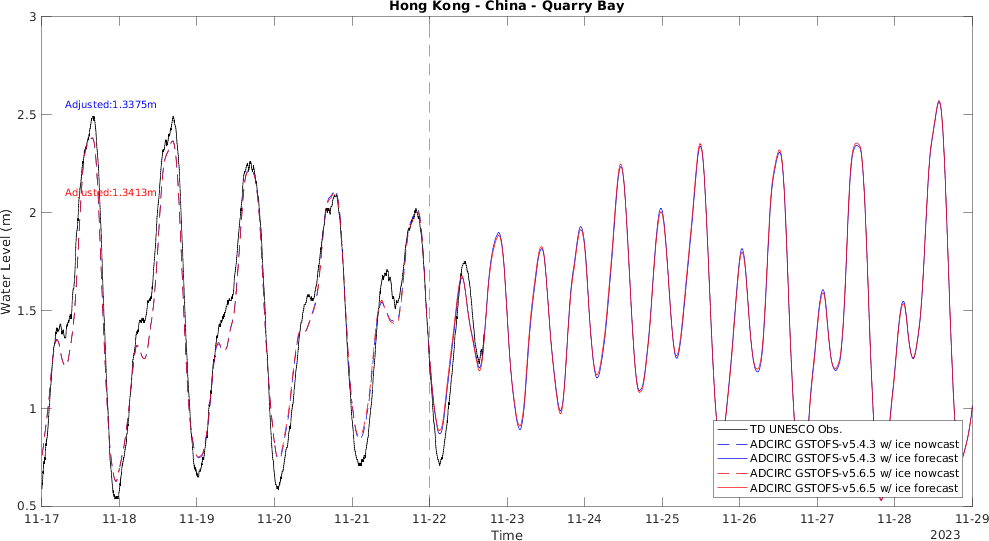 Hong Kong - China - Quarry Bay
Water Level (m)
3
2.5
2
1.5
1
0.5
Adjusted:1.3375m
Adjusted:1.3413m
TD UNESCO Obs.
ADCIRC GSTOFS-v5.4.3 w/ ice nowcast
ADCIRC GSTOFS-v5.4.3 w/ ice forecast
ADCIRC GSTOFS-v5.6.5 w/ ice nowcast
ADCIRC GSTOFS-v5.6.5 w/ ice forecast
11-17 11-18 11-19 11-20 11-21 11-22 11-23 11-24 11-25 11-26 11-27 11-28 11-29
Time
2023